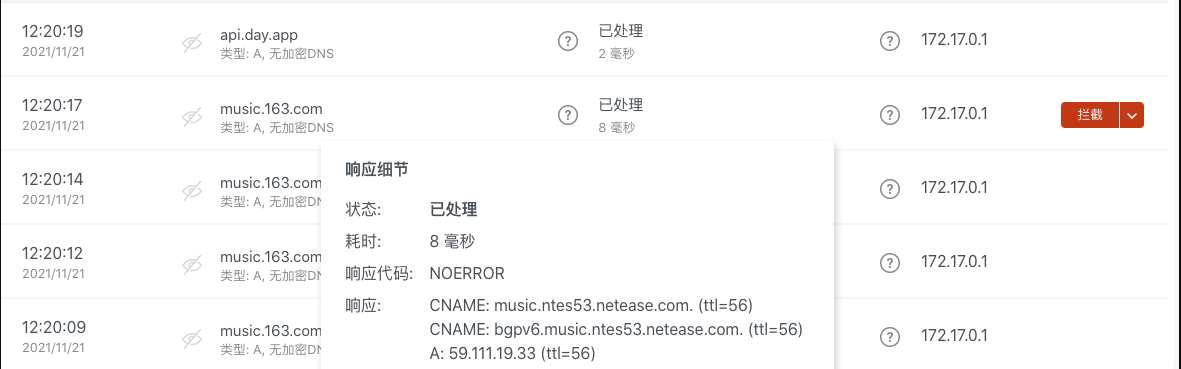 12:20:19
2021/11/21
api.day.app
类型: A, 无加密DNS
已处理
2 毫秒
172.17.0.1
12:20:17
2021/11/21
music.163.com
类型: A, 无加密DNS
已处理
8 毫秒
172.17.0.1
拦截
响应细节
状态: 已处理
耗时: 8 毫秒
响应代码: NOERROR
响应: CNAME: music.ntes53.netease.com. (ttl=56)
CNAME: bgpv6.music.ntes53.netease.com. (ttl=56)
A: 59.111.19.33 (ttl=56)
12:20:14
2021/11/21
music.163.com
类型: A, 无加密DN
172.17.0.1
12:20:12
2021/11/21
music.163.com
类型: A, 无加密DN
172.17.0.1
12:20:09
2021/11/21
music.163.com
类型: A, 无加密DN
172.17.0.1